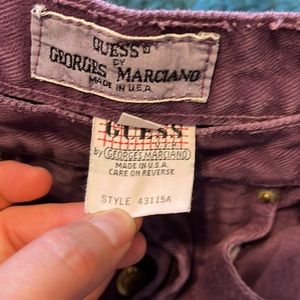 GUESS?
BY
GEORGES MARCIANO
MADE IN U.S.A
GUESS
U.S.A.
by GEORGES MARCIANO
MADE IN U.S.A.
CARE ON REVERSE
STYLE 43115A